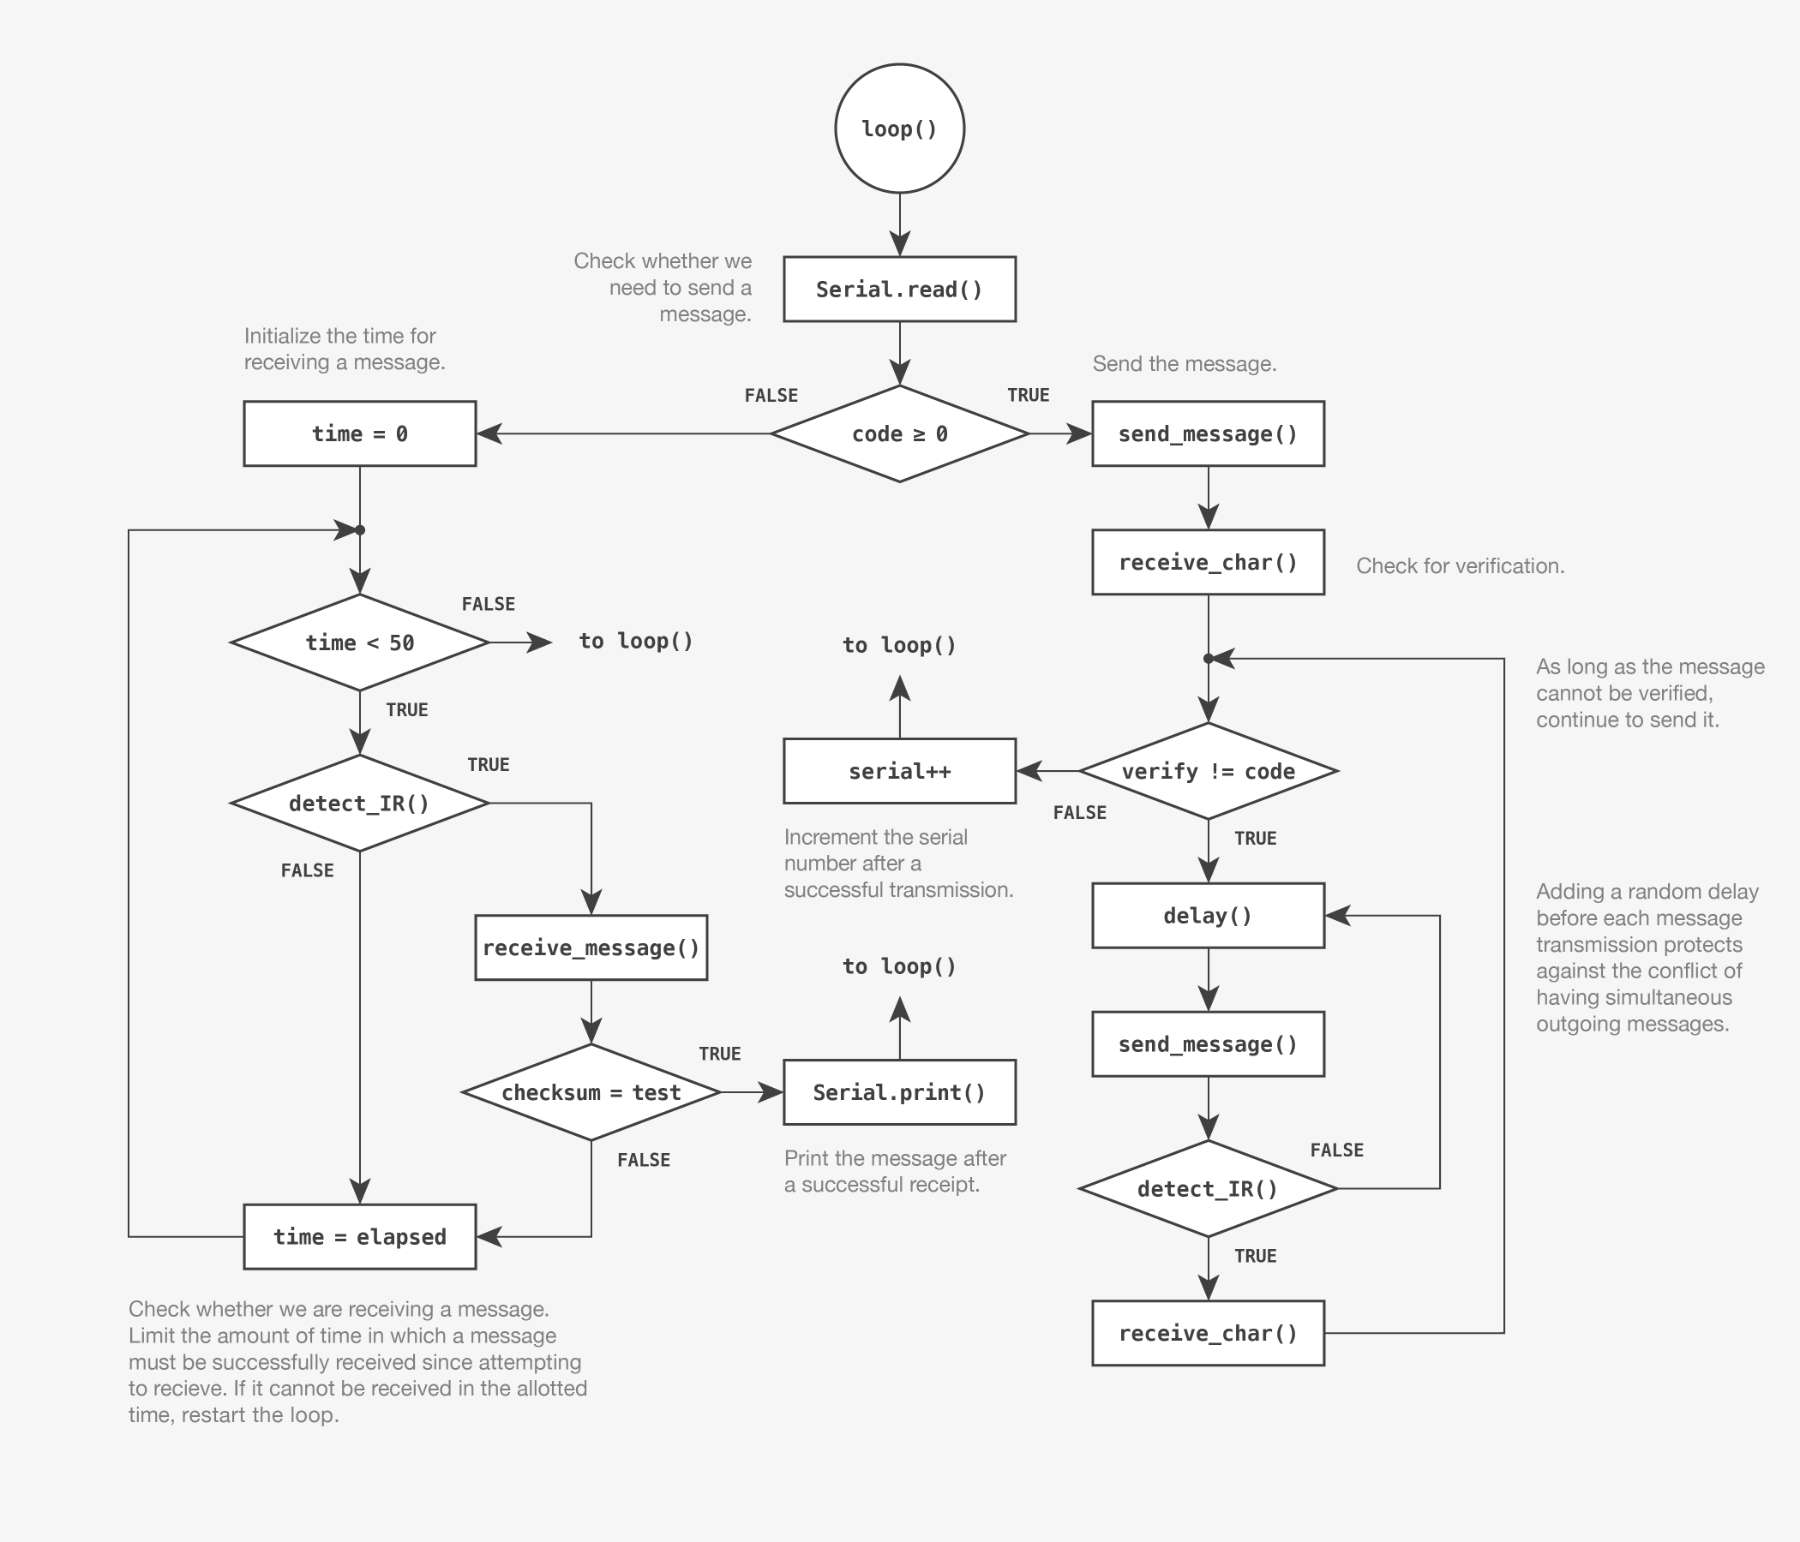 loop()
Check whether we
need to send a
message.
Serial.read()
Initialize the time for
receiving a message.
Send the message.
FALSE
TRUE
time = 0
code ≥ 0
send_message()
receive_char()
Check for verification.
FALSE
time < 50
to loop()
to loop()
As long as the message
cannot be verified,
continue to send it.
TRUE
TRUE
serial++
verify != code
detect_IR()
FALSE
TRUE
Increment the serial
number after a
successful transmission.
FALSE
delay()
Adding a random delay
before each message
transmission protects
against the conflict of
having simultaneous
outgoing messages.
receive_message()
to loop()
send_message()
TRUE
checksum = test
Serial.print()
FALSE
FALSE
Print the message after
a successful receipt.
detect_IR()
time = elapsed
TRUE
Check whether we are receiving a message.
Limit the amount of time in which a message
must be successfully received since attempting
to recieve. If it cannot be received in the allotted
time, restart the loop.
receive_char()